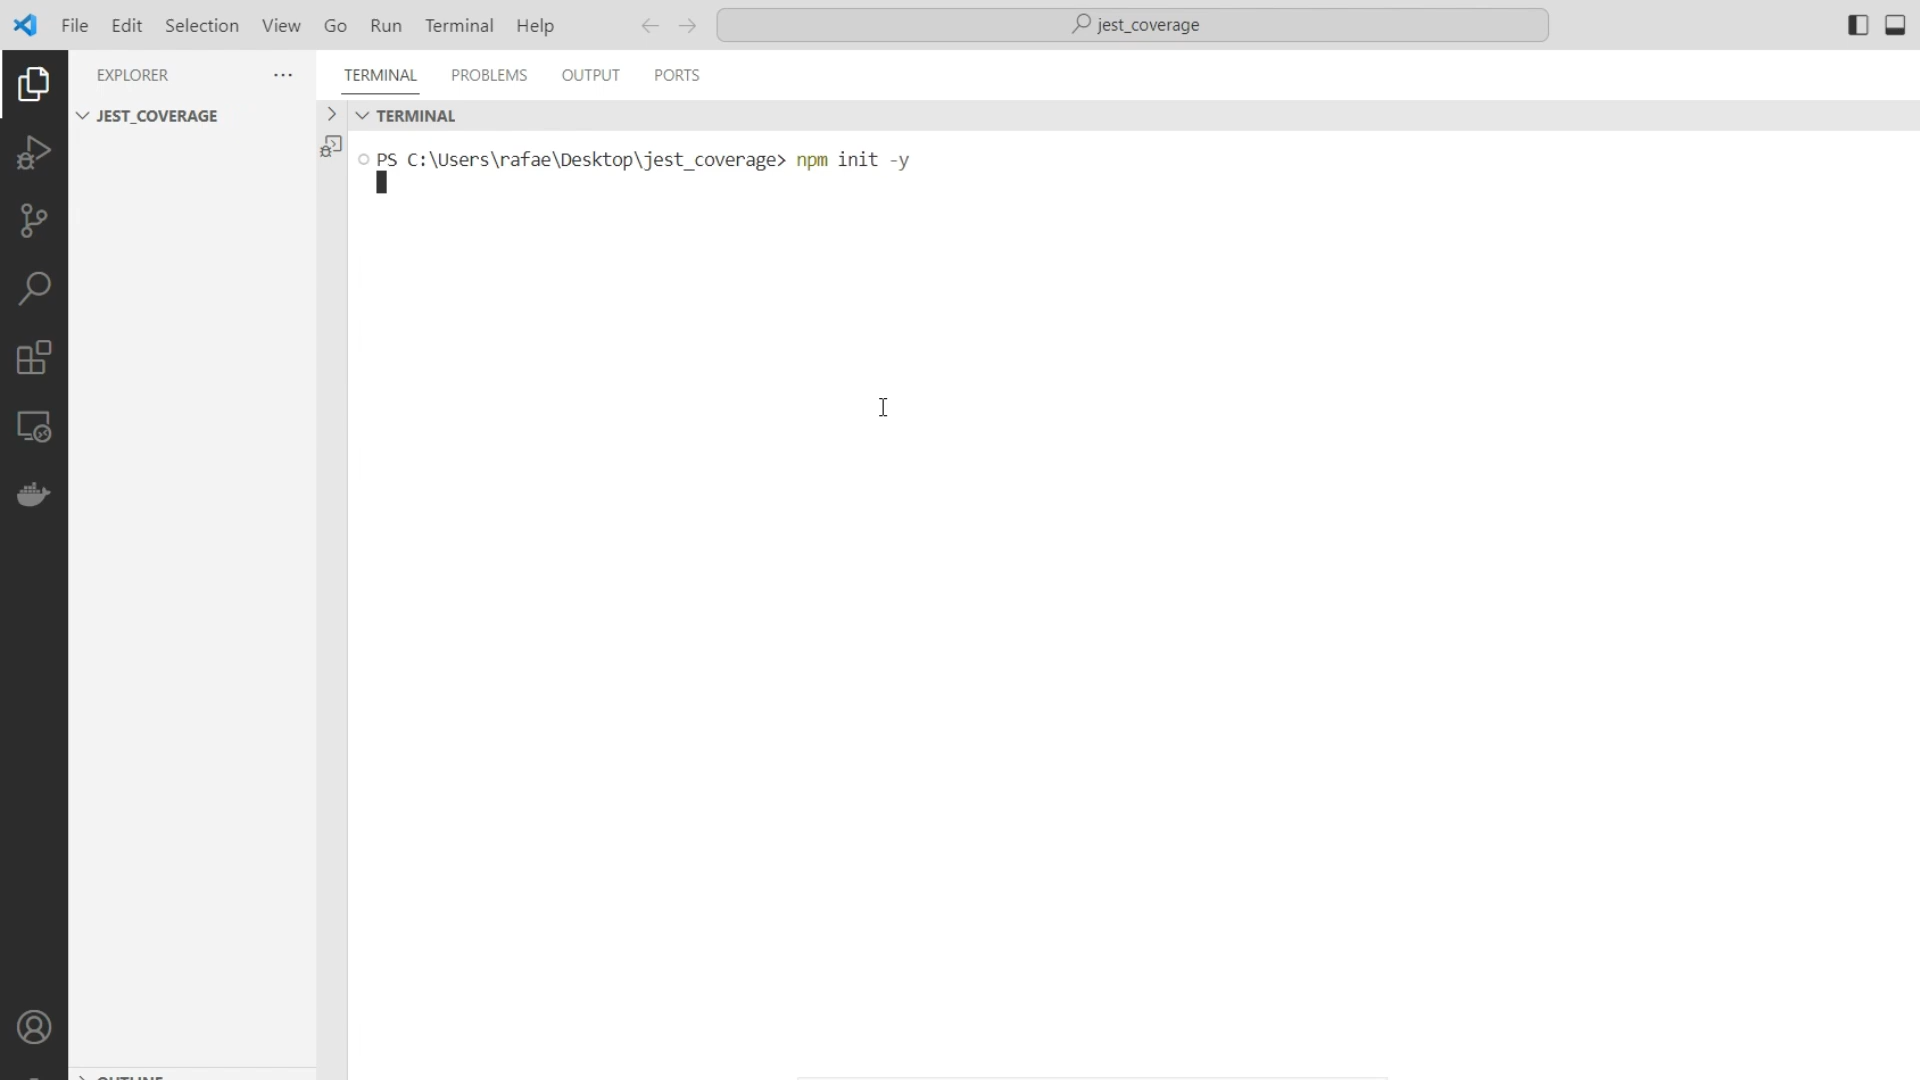 File Edit Selection View Go Run Terminal Help
jest_coverage
EXPLORER
TERMINAL PROBLEMS OUTPUT PORTS
JEST_COVERAGE
TERMINAL
PS C:\Users\rafae\Desktop\jest_coverage> npm init -y
OUTLINE